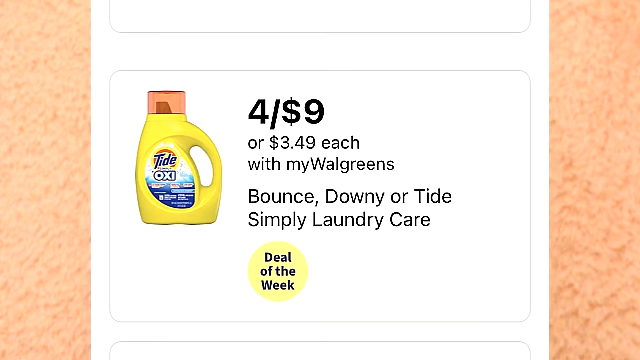 4/$9
or $3.49 each
with myWalgreens
Bounce, Downy or Tide
Simply Laundry Care
Tide
OXI
Deal
of the
Week